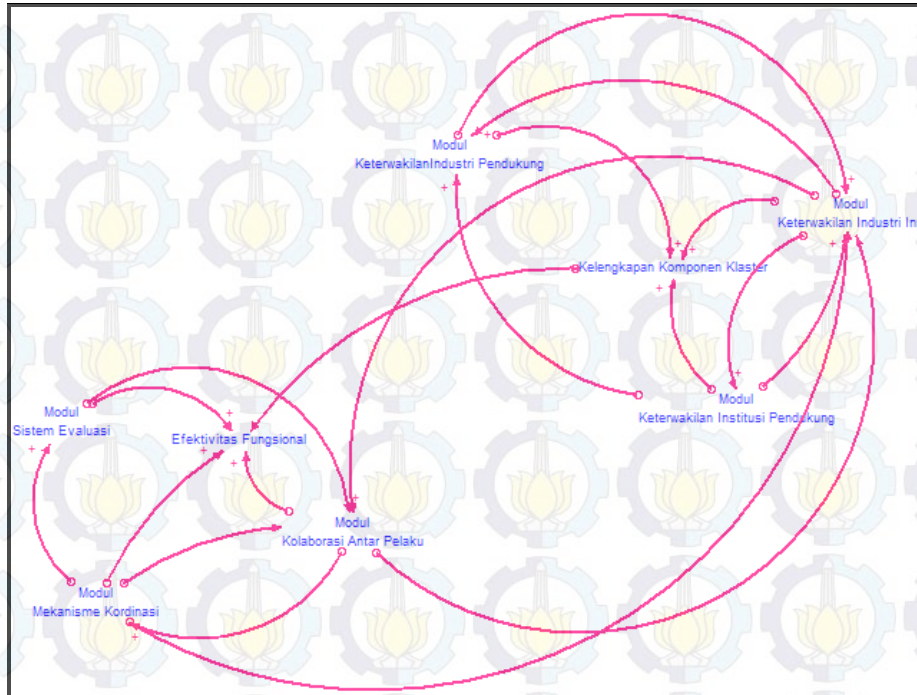 Modul
KeterwakilanIndustri Pendukung
Modul
Keterwakilan Industri In
Kelengkapan Komponen Klaster
Modul
Keterwakilan Institusi Pendukung
Modul
Sistem Evaluasi
Efektivitas Fungsional
Modul
Kolaborasi Antar Pelaku
Modul
Mekanisme Kordinasi